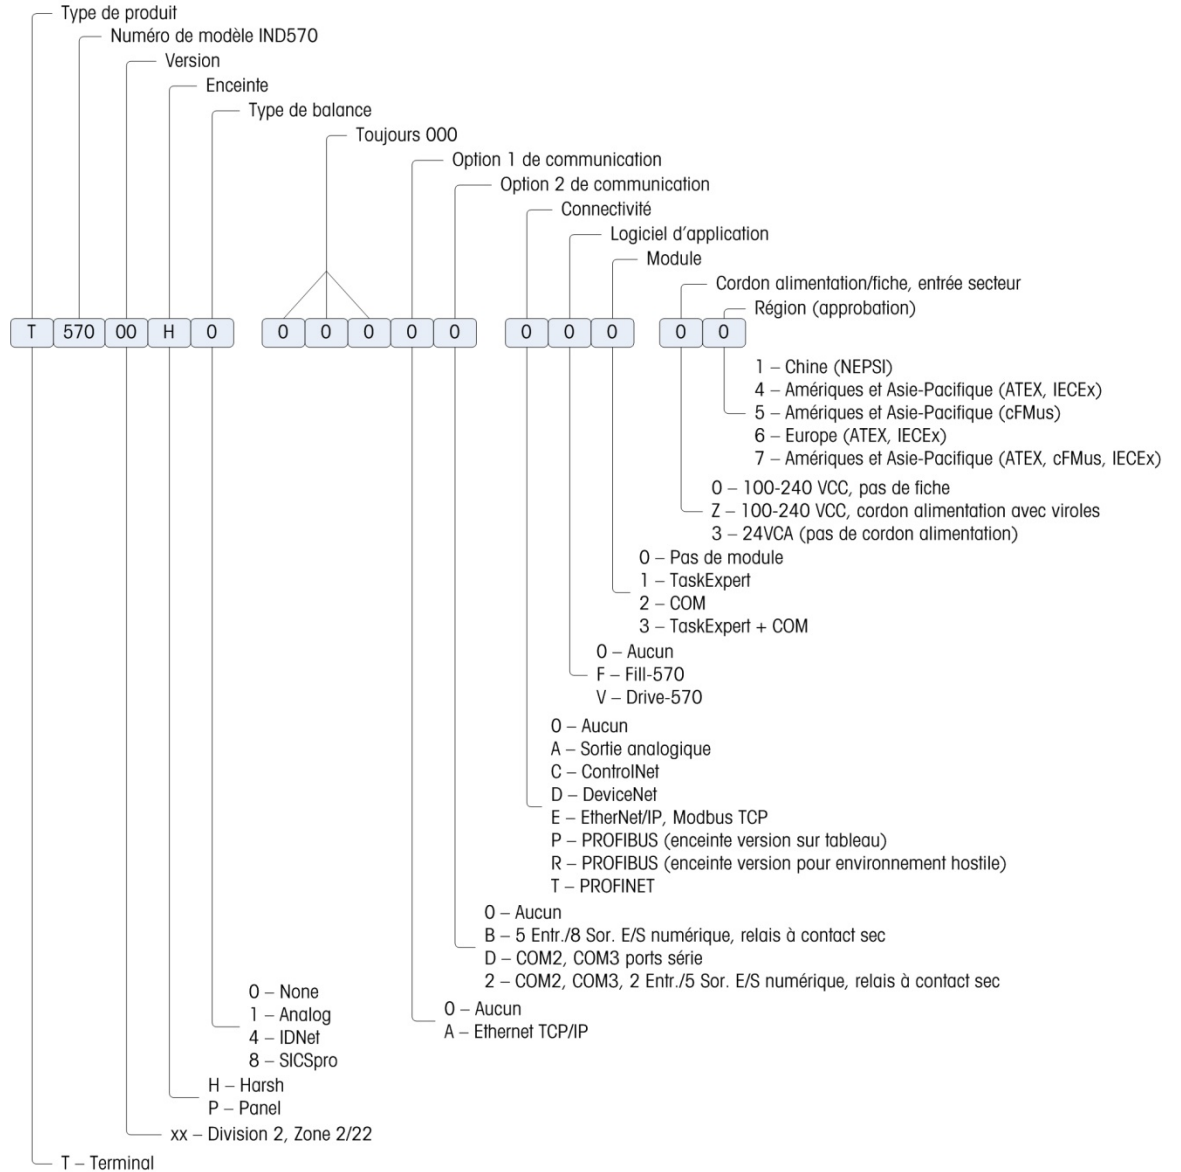 Type de produit
Numéro de modèle IND570
Version
Enceinte
Type de balance
Toujours 000
Option 1 de communication
Option 2 de communication
Connectivité
Logiciel d'application
Module
Cordon alimentation/fiche, entrée secteur
Région (approbation)
T 570 00 H 0 0 0 0 0 0 0 0 0 0 0
1 – Chine (NEPSI)
4 – Amériques et Asie-Pacifique (ATEX, IECEx)
5 – Amériques et Asie-Pacifique (cFMus)
6 – Europe (ATEX, IECEx)
7 – Amériques et Asie-Pacifique (ATEX, cFMus, IECEx)
0 – 100-240 VCC, pas de fiche
Z – 100-240 VCC, cordon alimentation avec viroles
3 – 24VCA (pas de cordon alimentation)
0 – Pas de module
1 – TaskExpert
2 – COM
3 – TaskExpert + COM
0 – Aucun
F – Fill-570
V – Drive-570
0 – Aucun
A – Sortie analogique
C – ControlNet
D – DeviceNet
E – EtherNet/IP, Modbus TCP
P – PROFIBUS (enceinte version sur tableau)
R – PROFIBUS (enceinte version pour environnement hostile)
T – PROFINET
0 – Aucun
B – 5 Entr./8 Sor. E/S numérique, relais à contact sec
D – COM2, COM3 ports série
2 – COM2, COM3, 2 Entr./5 Sor. E/S numérique, relais à contact sec
0 – Aucun
A – Ethernet TCP/IP
0 – None
1 – Analog
4 – IDNet
8 – SICSpro
H – Harsh
P – Panel
xx – Division 2, Zone 2/22
T – Terminal